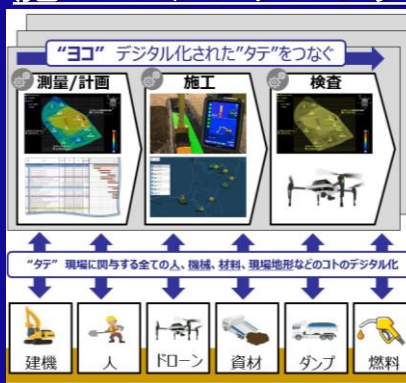 “ヨコ” デジタル化された”タテ”をつなぐ
測量/計画
施工
検査
“タテ” 現場に関与する全ての人、機械、材料、現場地形などのコトのデジタル化
建機
人
ドローン
資材
ダンプ
燃料